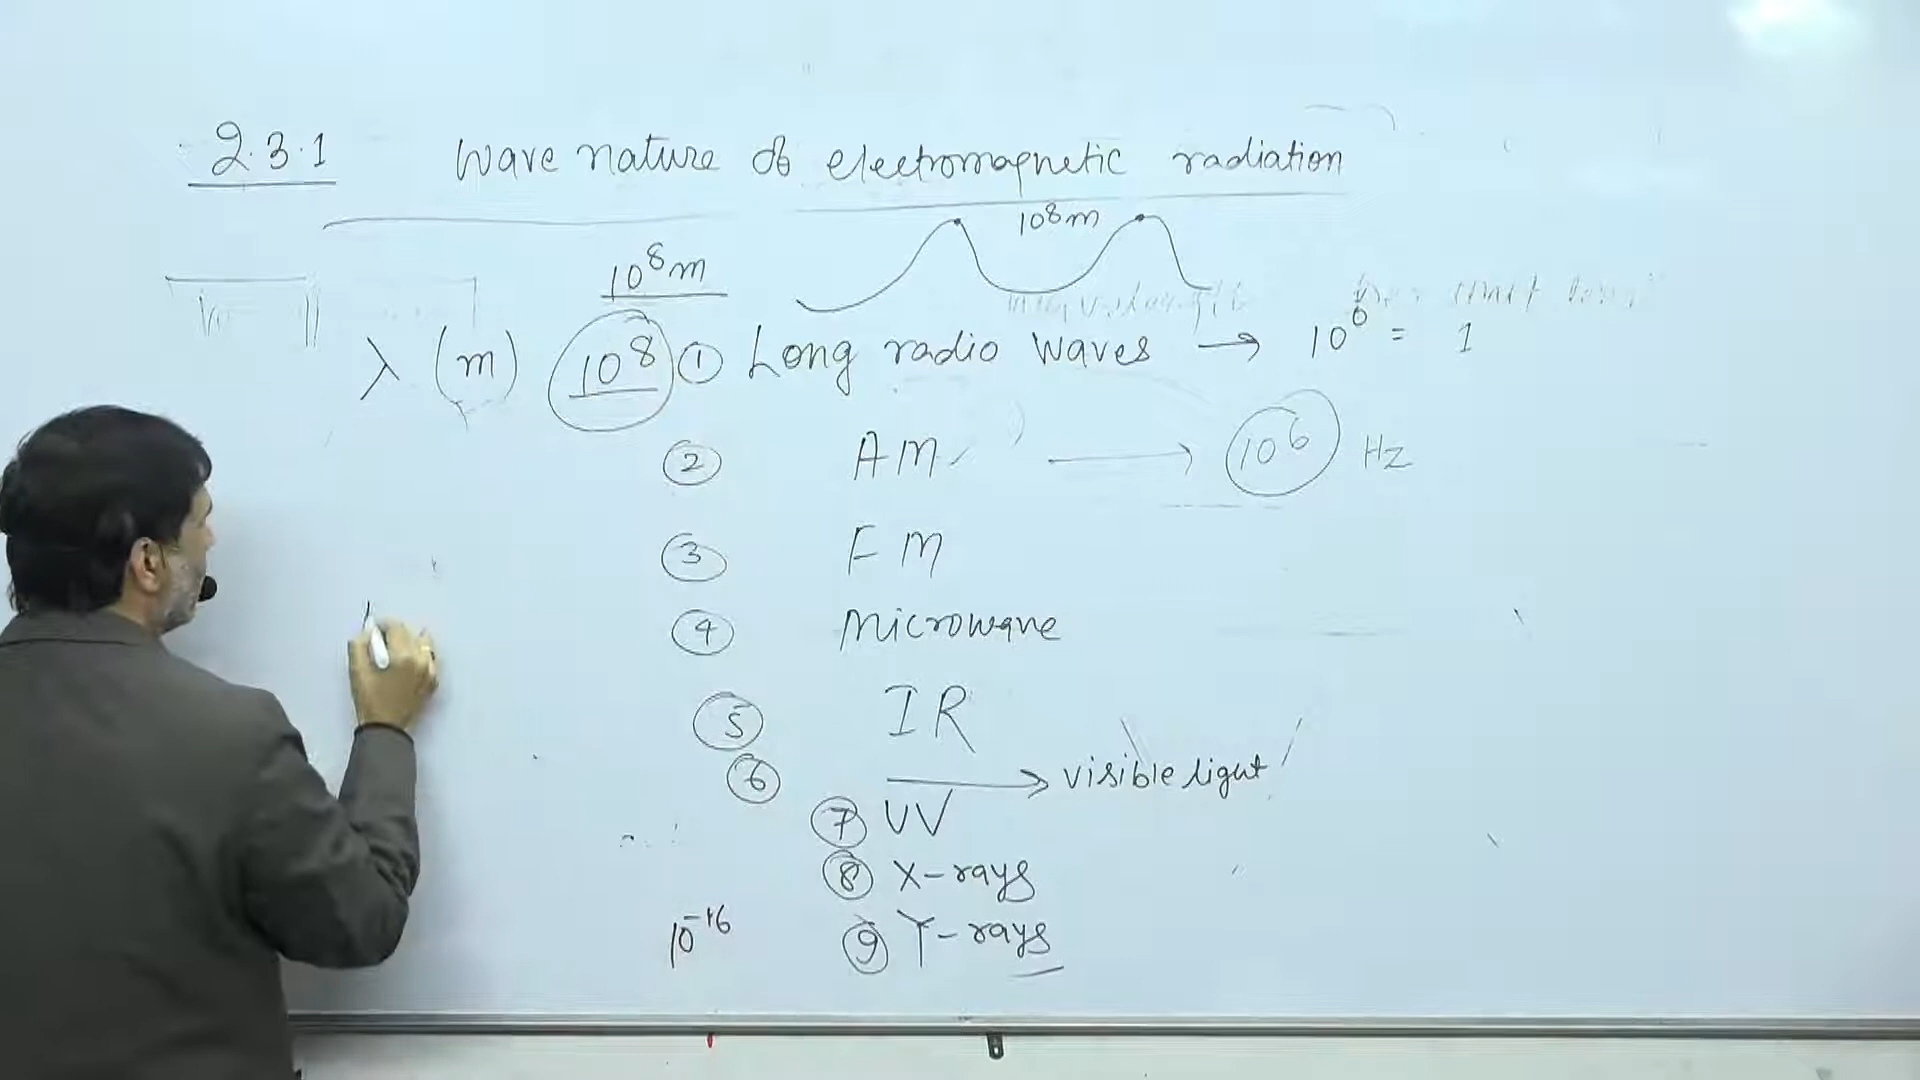 2.3.1 Wave nature of electromagnetic radiation
10⁸m
10⁸m
λ (m) 10⁸ ① Long radio waves → 10⁰ = 1
② AM → 10⁶ Hz
③ FM
④ Microwave
⑤ IR
⑥ → visible light
⑦ UV
⑧ X-rays
10⁻¹⁶ ⑨ γ-rays